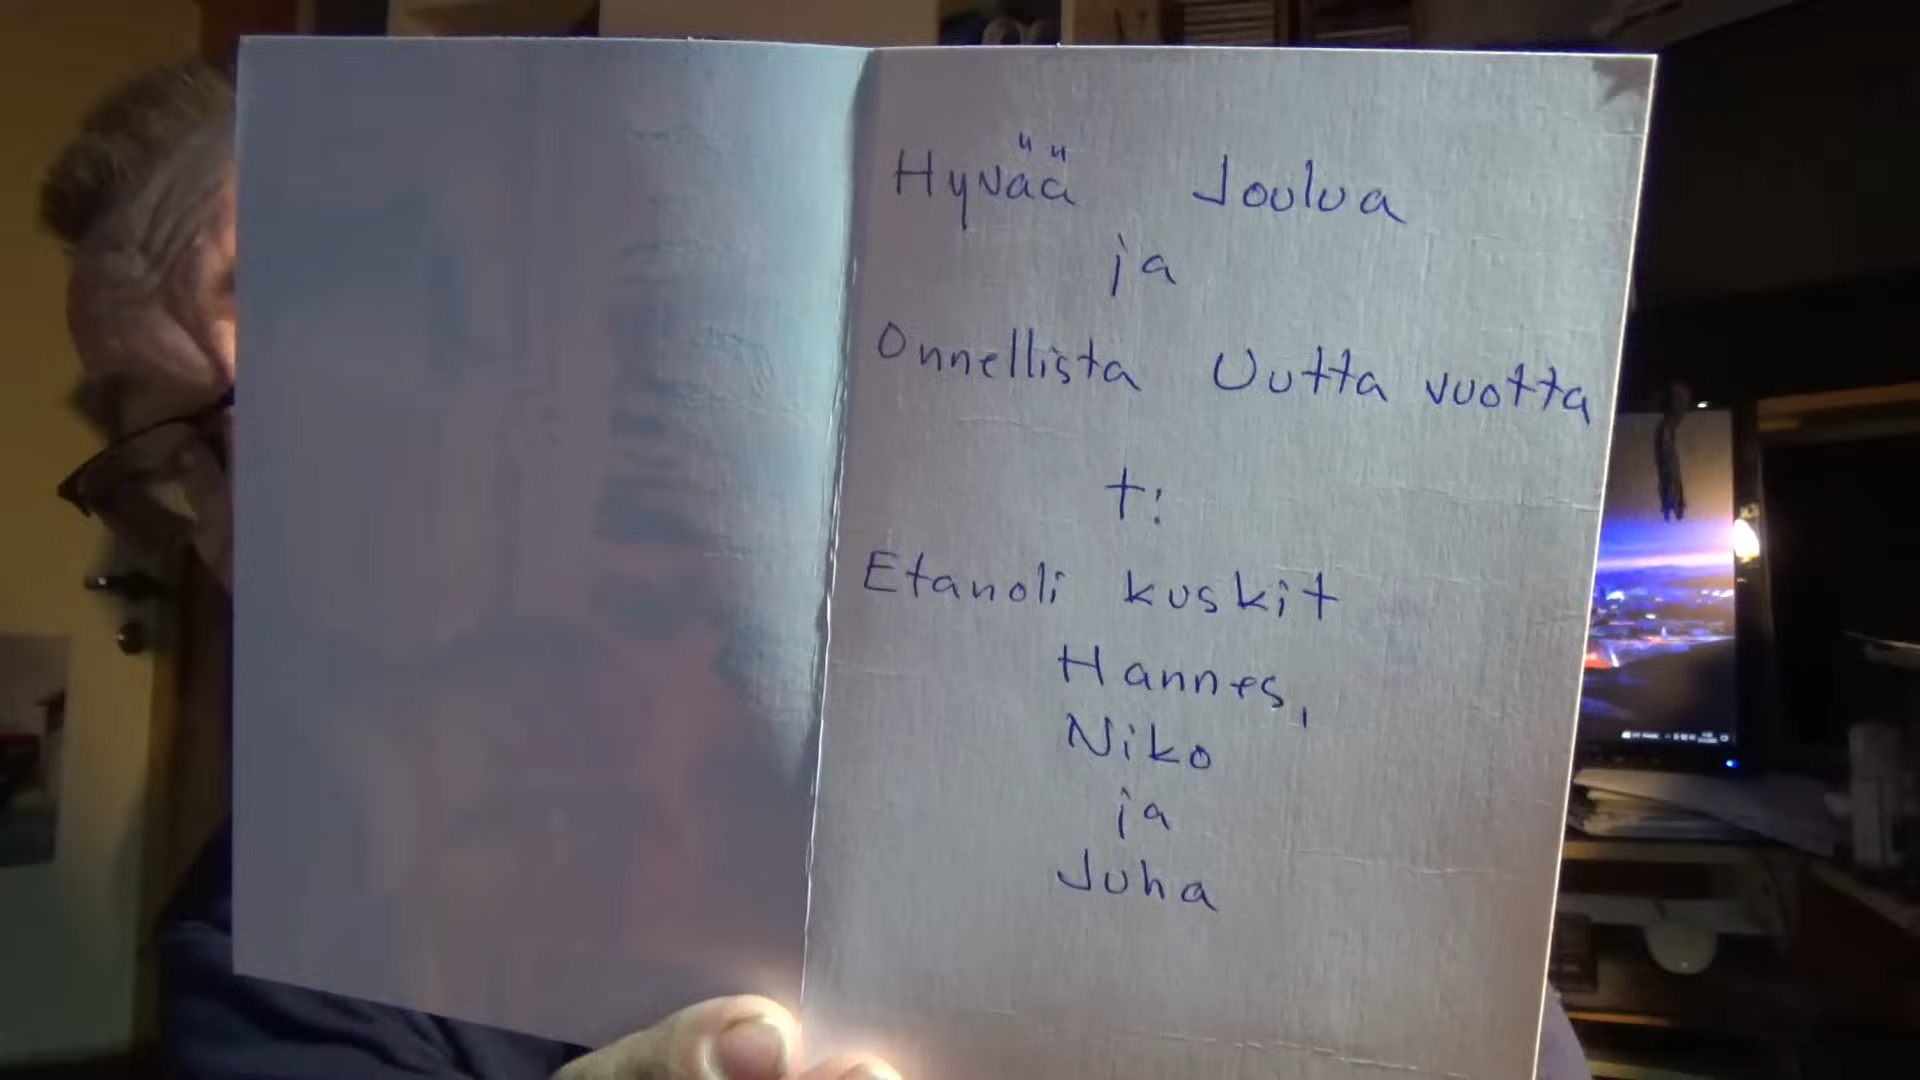 Hyvää Joulua
ja
Onnellista Uutta vuotta
t:
Etanoli kuskit
Hannes,
Niko
ja
Juha